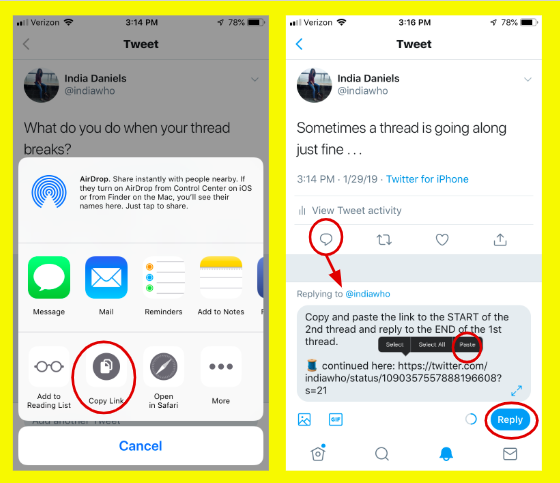 Verizon 3:14 PM 78%
Tweet
India Daniels
@indiawho
What do you do when your thread
breaks?
AirDrop. Share instantly with people nearby. If
they turn on AirDrop from Control Center on iOS
or from Finder on the Mac, you'll see their
names here. Just tap to share.
Message Mail Reminders Add to Notes
Add to
Reading List
Copy Link
Open
in Safari
More
Add another Tweet
Cancel
Verizon 3:16 PM 78%
Tweet
India Daniels
@indiawho
Sometimes a thread is going along
just fine . . .
3:14 PM · 1/29/19 · Twitter for iPhone
View Tweet activity
Replying to @indiawho
Copy and paste the link to the START of the
2nd thread and reply to the END of the 1st
thread.
Select Select All Paste
continued here: https://twitter.com/
indiawho/status/1090357557888196608?
s=21
GIF
Reply